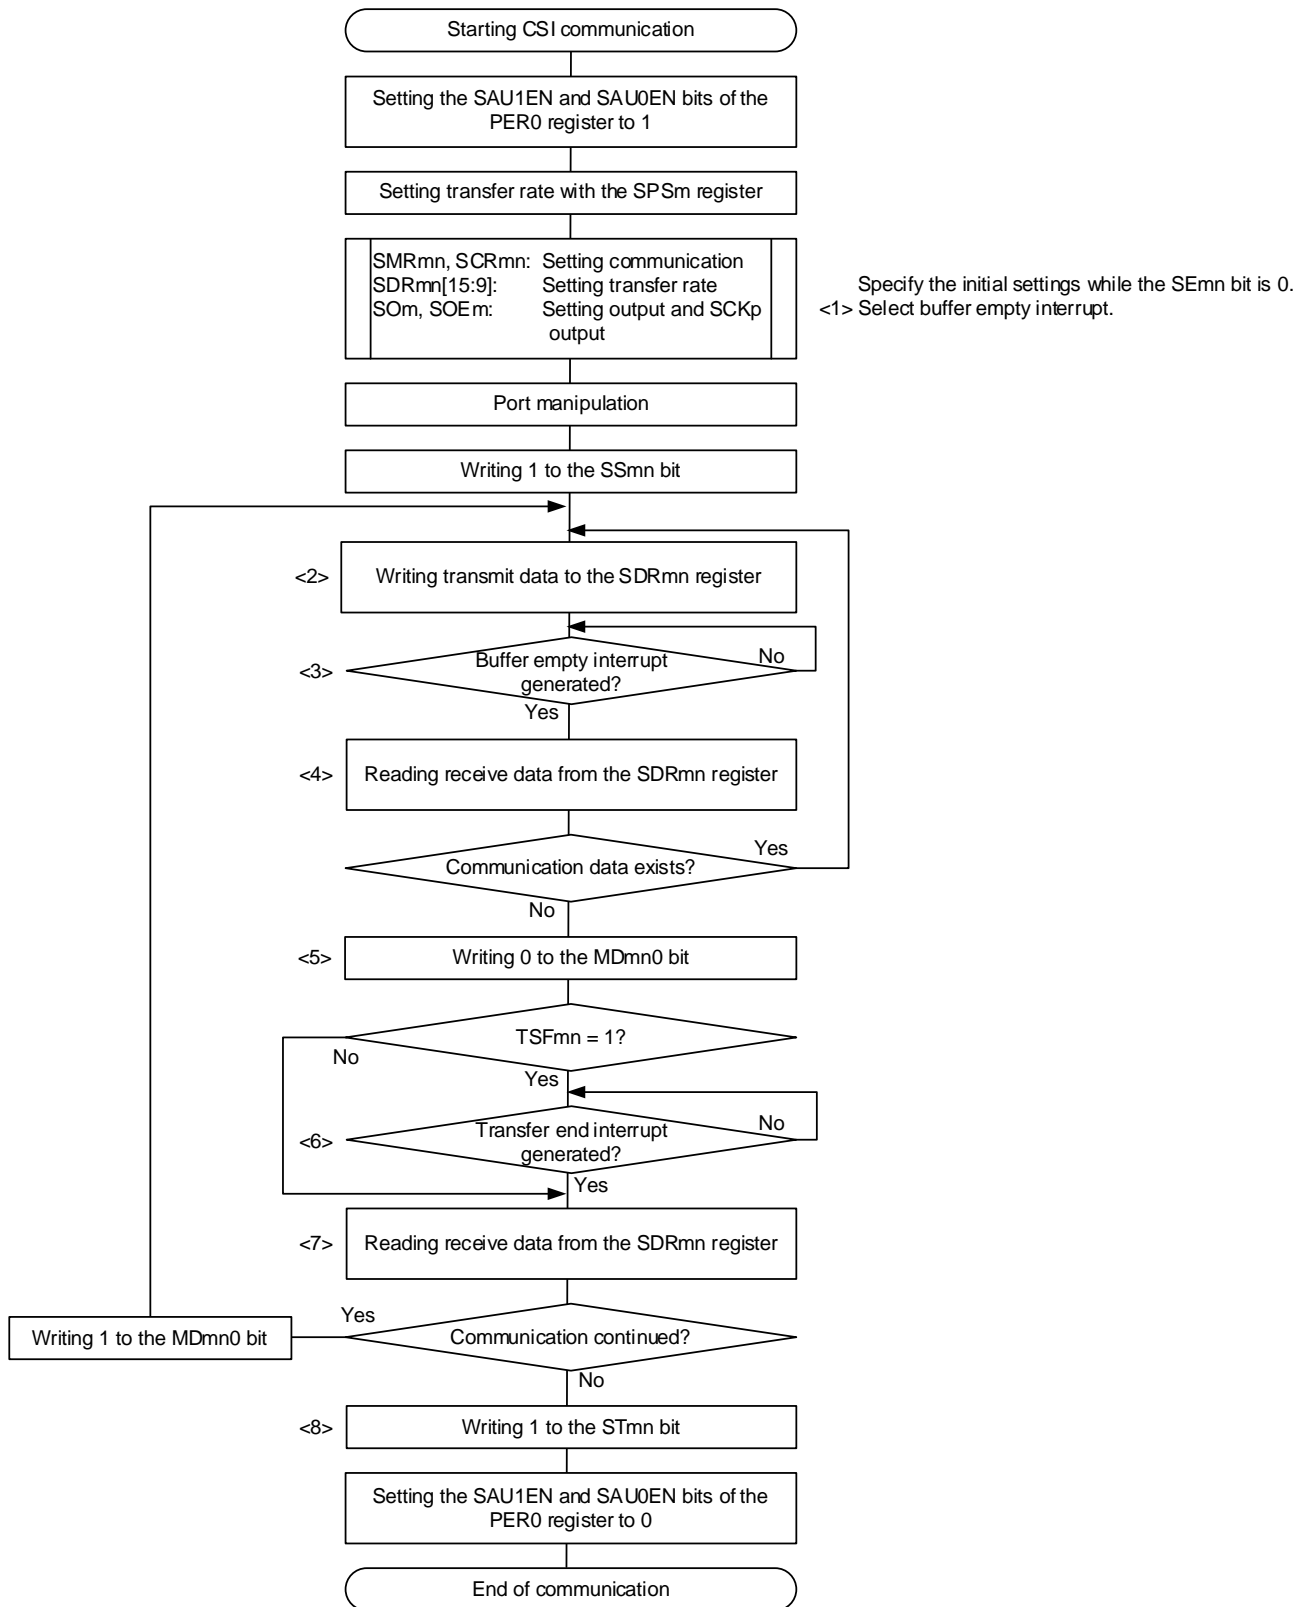 Starting CSI communication
Setting the SAU1EN and SAU0EN bits of the
PER0 register to 1
Setting transfer rate with the SPSm register
SMRmn, SCRmn: Setting communication
SDRmn[15:9]: Setting transfer rate
SOm, SOEm: Setting output and SCKp
output
Specify the initial settings while the SEmn bit is 0.
<1> Select buffer empty interrupt.
Port manipulation
Writing 1 to the SSmn bit
<2> Writing transmit data to the SDRmn register
<3> Buffer empty interrupt
generated?
No
Yes
<4> Reading receive data from the SDRmn register
Communication data exists?
Yes
No
<5> Writing 0 to the MDmn0 bit
TSFmn = 1?
No
Yes
<6> Transfer end interrupt
generated?
No
Yes
<7> Reading receive data from the SDRmn register
Communication continued?
Yes
Writing 1 to the MDmn0 bit
No
<8> Writing 1 to the STmn bit
Setting the SAU1EN and SAU0EN bits of the
PER0 register to 0
End of communication